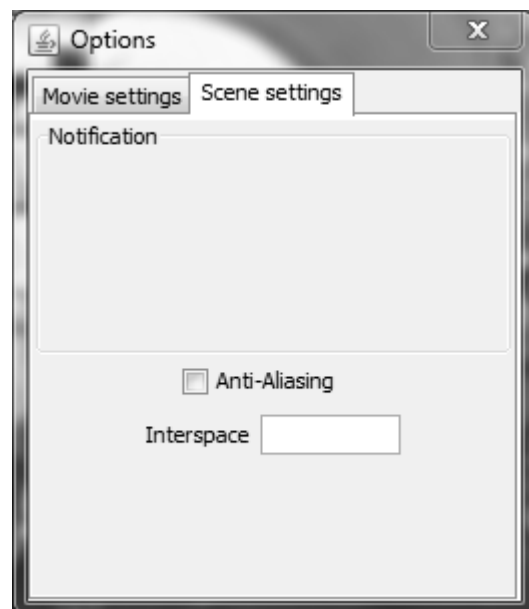 Options
Movie settings Scene settings
Notification
Anti-Aliasing
Interspace